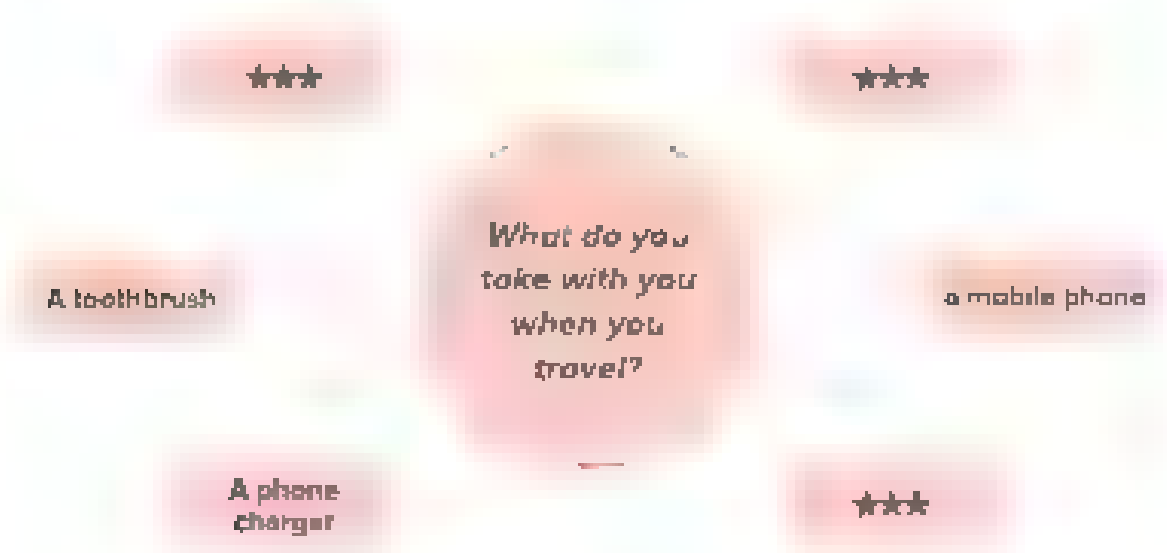 ★★★
★★★
What do you
take with you
when you
travel?
A toothbrush
a mobile phone
A phone
charger
★★★